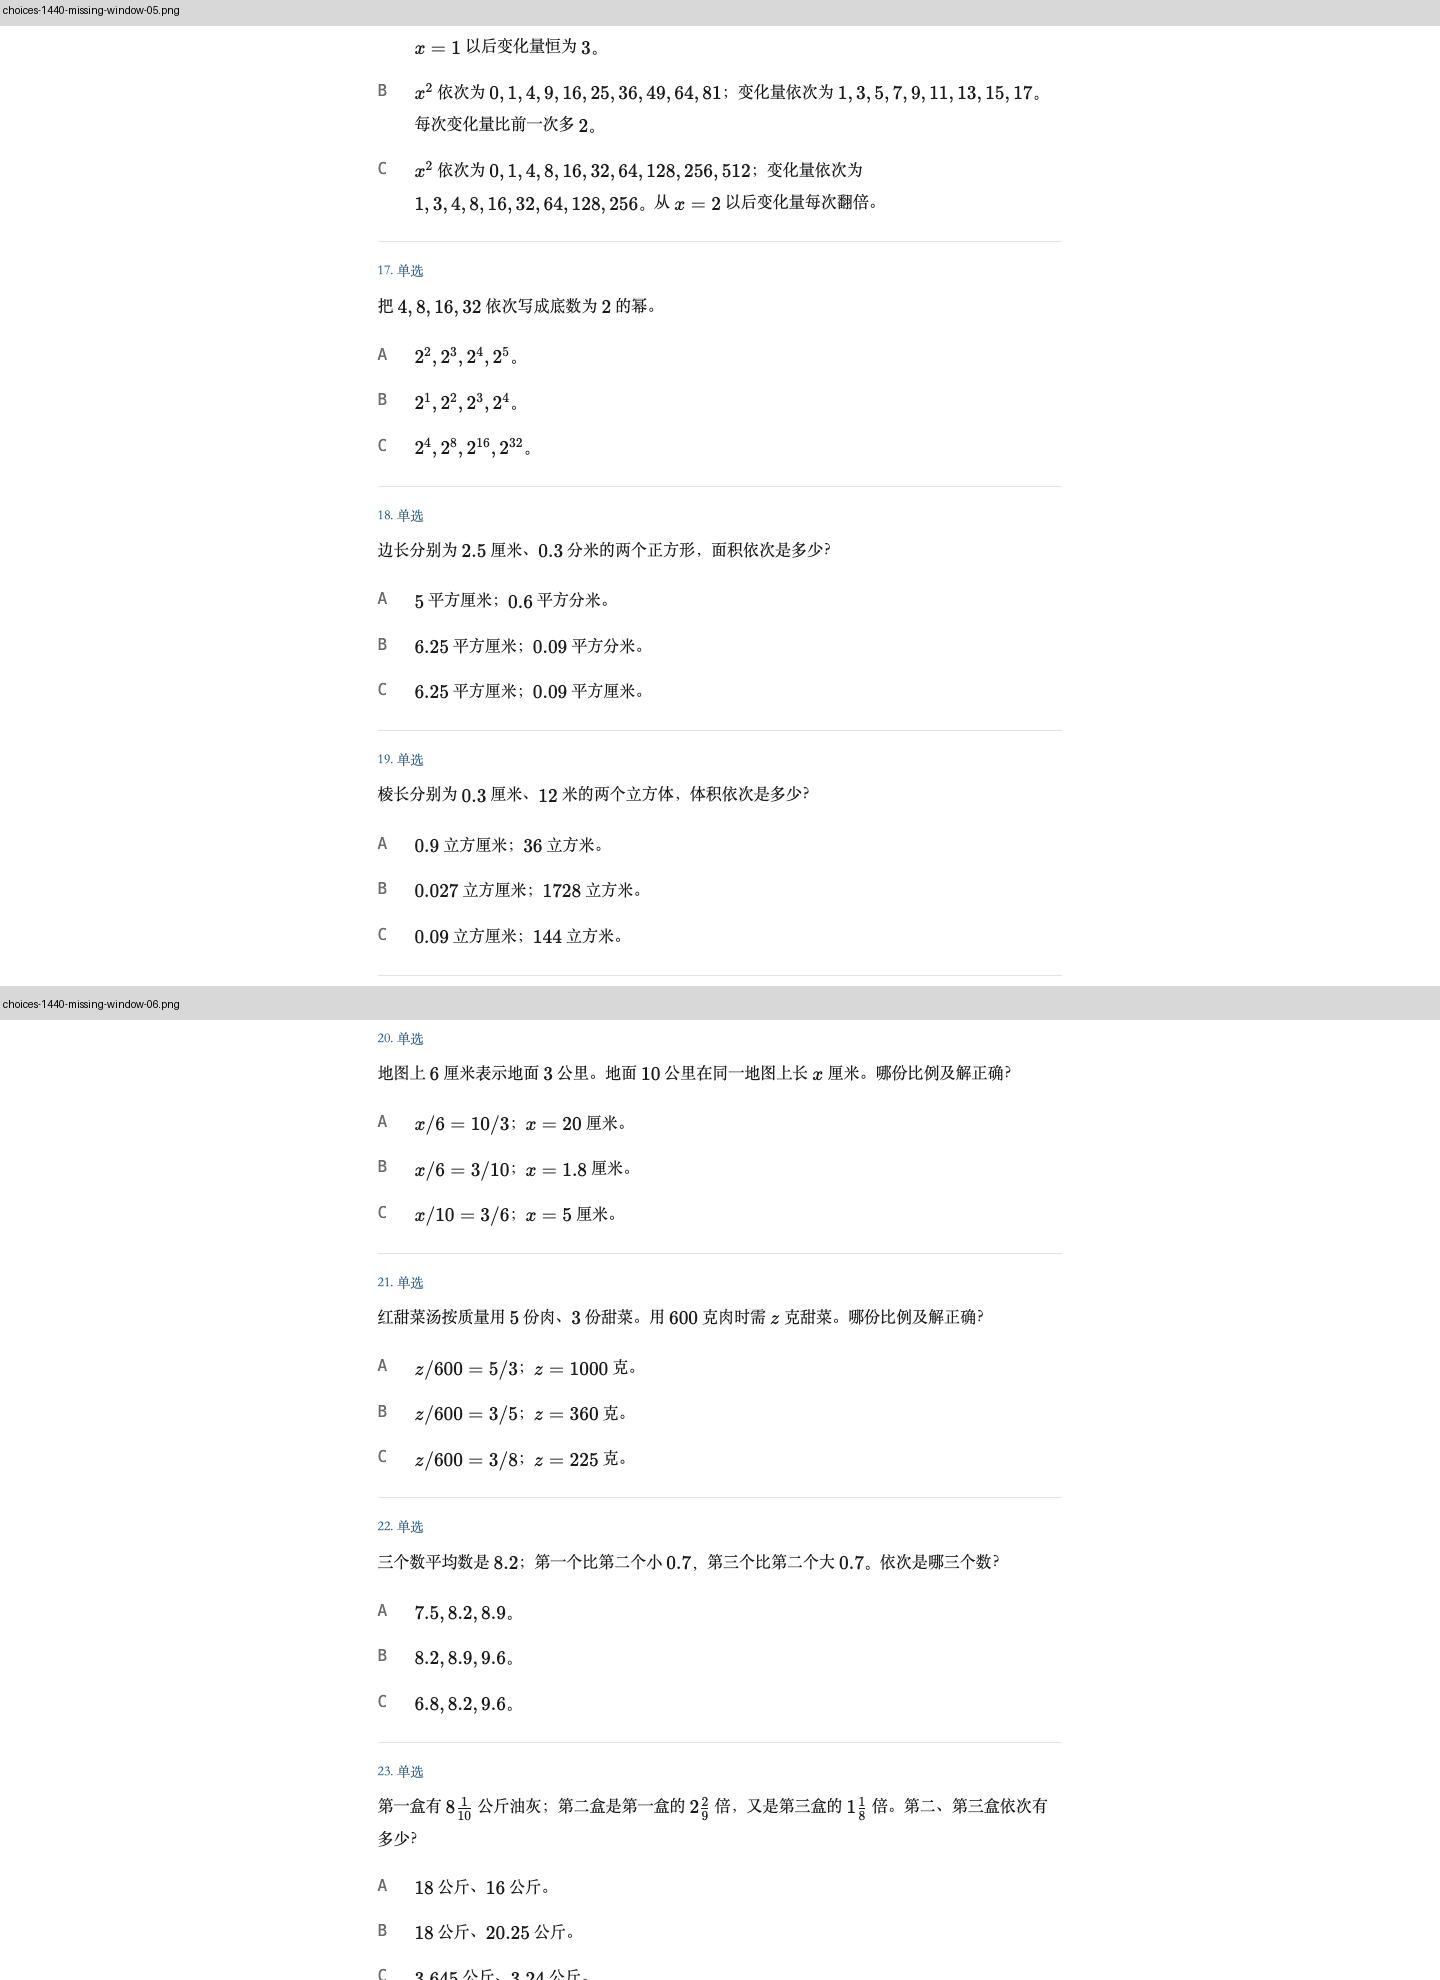 choices-1440-missing-window-05.png
x = 1 以后变化量恒为 3。
B x² 依次为 0, 1, 4, 9, 16, 25, 36, 49, 64, 81；变化量依次为 1, 3, 5, 7, 9, 11, 13, 15, 17。
每次变化量比前一次多 2。
C x² 依次为 0, 1, 4, 8, 16, 32, 64, 128, 256, 512；变化量依次为
1, 3, 4, 8, 16, 32, 64, 128, 256。从 x = 2 以后变化量每次翻倍。
17. 单选
把 4, 8, 16, 32 依次写成底数为 2 的幂。
A 2², 2³, 2⁴, 2⁵。
B 2¹, 2², 2³, 2⁴。
C 2⁴, 2⁸, 2¹⁶, 2³²。
18. 单选
边长分别为 2.5 厘米、0.3 分米的两个正方形，面积依次是多少？
A 5 平方厘米；0.6 平方分米。
B 6.25 平方厘米；0.09 平方分米。
C 6.25 平方厘米；0.09 平方厘米。
19. 单选
棱长分别为 0.3 厘米、12 米的两个立方体，体积依次是多少？
A 0.9 立方厘米；36 立方米。
B 0.027 立方厘米；1728 立方米。
C 0.09 立方厘米；144 立方米。
choices-1440-missing-window-06.png
20. 单选
地图上 6 厘米表示地面 3 公里。地面 10 公里在同一地图上长 x 厘米。哪份比例及解正确？
A x/6 = 10/3；x = 20 厘米。
B x/6 = 3/10；x = 1.8 厘米。
C x/10 = 3/6；x = 5 厘米。
21. 单选
红甜菜汤按质量用 5 份肉、3 份甜菜。用 600 克肉时需 z 克甜菜。哪份比例及解正确？
A z/600 = 5/3；z = 1000 克。
B z/600 = 3/5；z = 360 克。
C z/600 = 3/8；z = 225 克。
22. 单选
三个数平均数是 8.2；第一个比第二个小 0.7，第三个比第二个大 0.7。依次是哪三个数？
A 7.5, 8.2, 8.9。
B 8.2, 8.9, 9.6。
C 6.8, 8.2, 9.6。
23. 单选
第一盒有 8 1/10 公斤油灰；第二盒是第一盒的 2 2/9 倍，又是第三盒的 1 1/8 倍。第二、第三盒依次有
多少？
A 18 公斤、16 公斤。
B 18 公斤、20.25 公斤。
C 3.645 公斤、3.24 公斤。